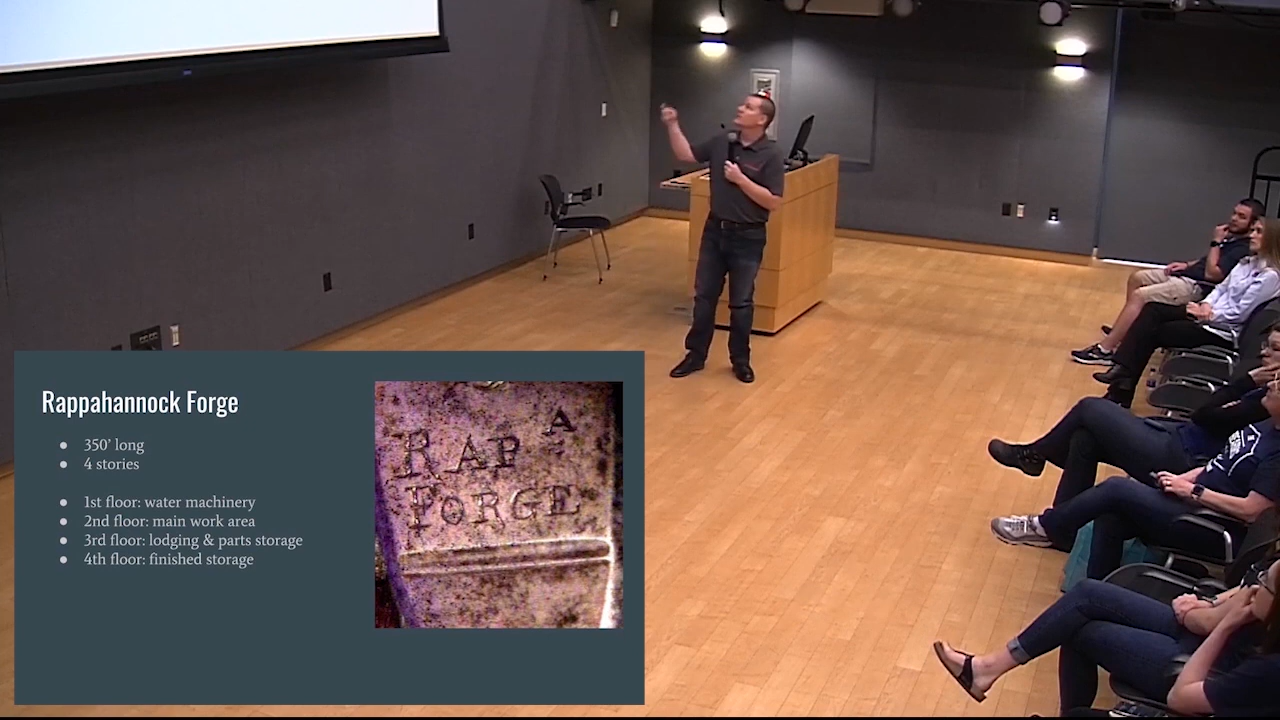 Rappahannock Forge
● 350' long
● 4 stories
● 1st floor: water machinery
● 2nd floor: main work area
● 3rd floor: lodging & parts storage
● 4th floor: finished storage
RAP A
FORGE